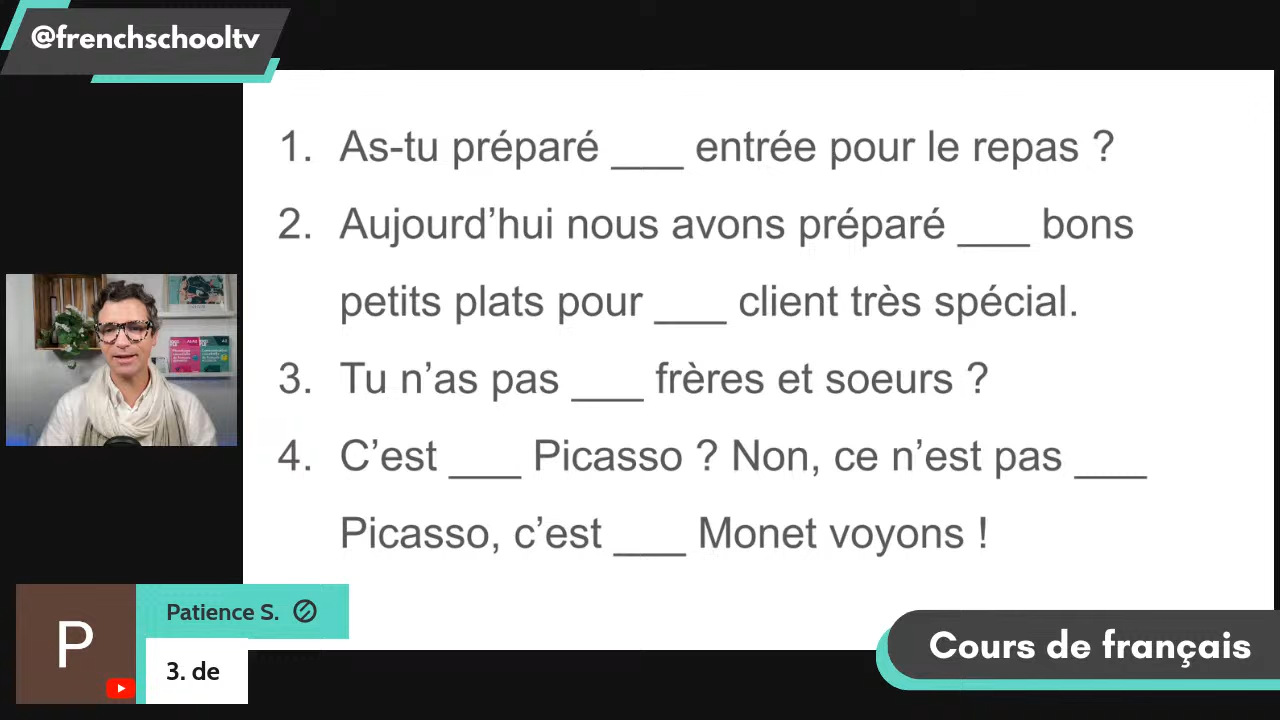 @frenchschooltv
1. As-tu préparé ___ entrée pour le repas ?
2. Aujourd’hui nous avons préparé ___ bons
petits plats pour ___ client très spécial.
3. Tu n’as pas ___ frères et soeurs ?
4. C’est ___ Picasso ? Non, ce n’est pas ___
Picasso, c’est ___ Monet voyons !
Patience S.
P
3. de
Cours de français